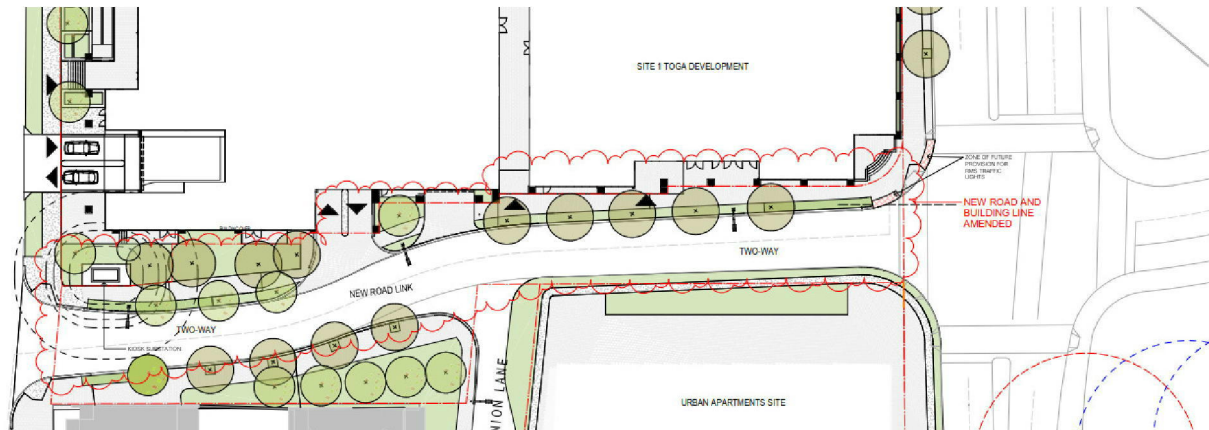 SITE 1 TOGA DEVELOPMENT
ZONE OF FUTURE
PROVISION FOR
RMS TRAFFIC
LIGHTS
NEW ROAD AND
BUILDING LINE
AMENDED
TWO-WAY
NEW ROAD LINK
TWO-WAY
KIOSK SUBSTATION
NION LANE
URBAN APARTMENTS SITE